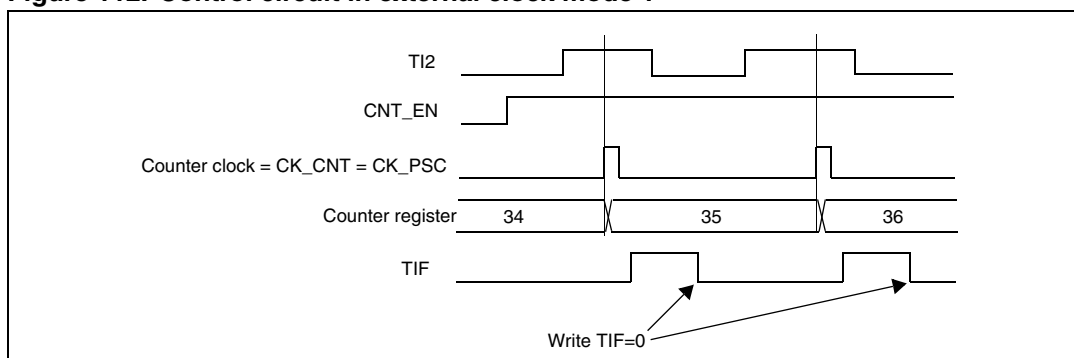 Figure 112. Control circuit in external clock mode 1
TI2
CNT_EN
Counter clock = CK_CNT = CK_PSC
Counter register 34 35 36
TIF
Write TIF=0